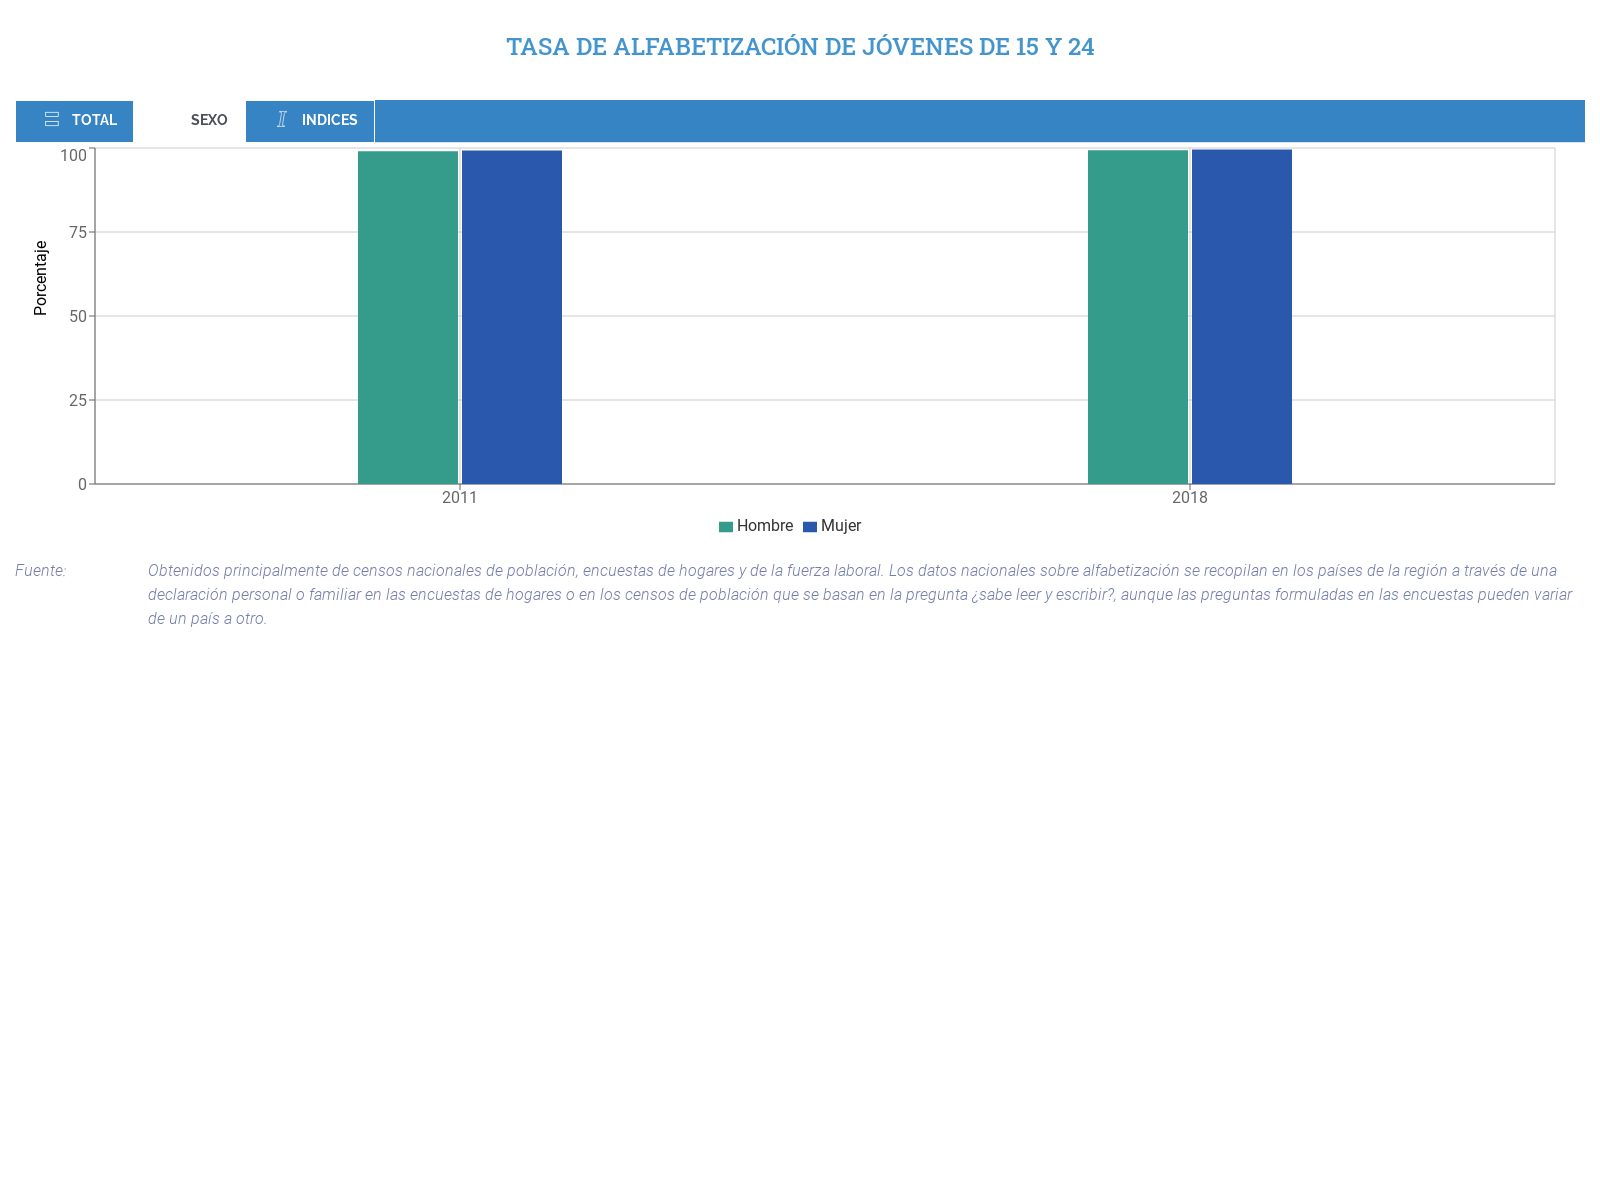 TASA DE ALFABETIZACIÓN DE JÓVENES DE 15 Y 24
TOTAL SEXO INDICES
100
75
50
25
0
Porcentaje
2011 2018
Hombre Mujer
Fuente: Obtenidos principalmente de censos nacionales de población, encuestas de hogares y de la fuerza laboral. Los datos nacionales sobre alfabetización se recopilan en los países de la región a través de una
declaración personal o familiar en las encuestas de hogares o en los censos de población que se basan en la pregunta ¿sabe leer y escribir?, aunque las preguntas formuladas en las encuestas pueden variar
de un país a otro.